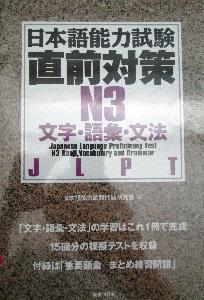 日本語能力試験
直前対策
N3
文字・語彙・文法
Japanese Language Proficiency Test
N3 Kanji, Vocabulary and Grammar
JLPT
「文字・語彙・文法」の学習はこれ1冊で完成
15回分の模擬テストを収録
付録は「重要語彙 まとめ練習問題」